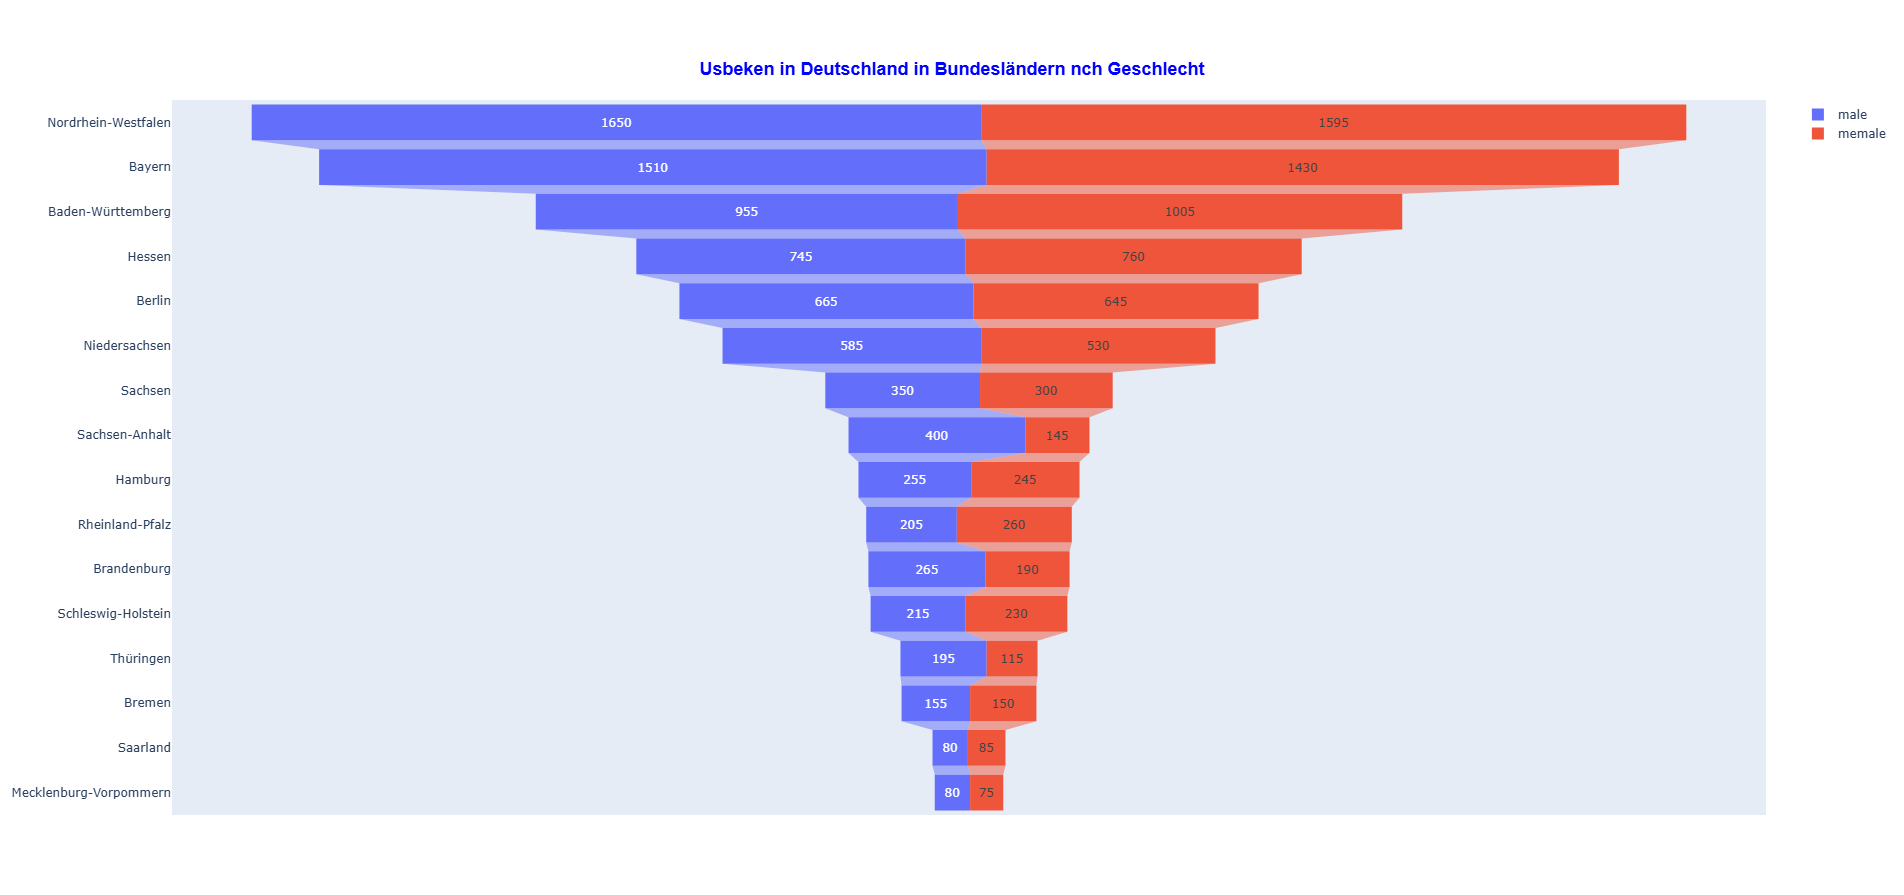 Usbeken in Deutschland in Bundesländern nch Geschlecht
male
memale
Nordrhein-Westfalen 1650 1595
Bayern 1510 1430
Baden-Württemberg 955 1005
Hessen 745 760
Berlin 665 645
Niedersachsen 585 530
Sachsen 350 300
Sachsen-Anhalt 400 145
Hamburg 255 245
Rheinland-Pfalz 205 260
Brandenburg 265 190
Schleswig-Holstein 215 230
Thüringen 195 115
Bremen 155 150
Saarland 80 85
Mecklenburg-Vorpommern 80 75